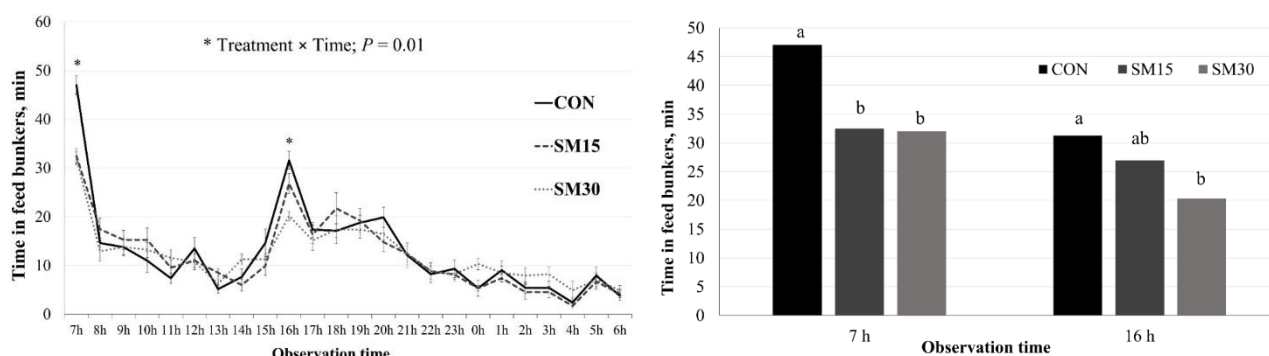 60
50
40
30
20
10
0
Time in feed bunkers, min
* Treatment × Time; P = 0.01
*
*
CON
SM15
SM30
7h 8h 9h 10h 11h 12h 13h 14h 15h 16h 17h 18h 19h 20h 21h 22h 23h 0h 1h 2h 3h 4h 5h 6h
Observation time
50
45
40
35
30
25
20
15
10
5
0
Time in feed bunkers, min
CON SM15 SM30
a
b
b
a
ab
b
7 h
16 h
Observation time